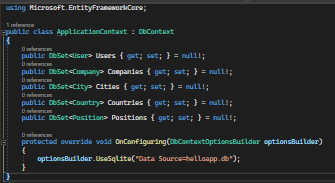 using Microsoft.EntityFrameworkCore;
1 reference
public class ApplicationContext : DbContext
{
0 references
public DbSet<User> Users { get; set; } = null!;
0 references
public DbSet<Company> Companies { get; set; } = null!;
0 references
public DbSet<City> Cities { get; set; } = null!;
0 references
public DbSet<Country> Countries { get; set; } = null!;
0 references
public DbSet<Position> Positions { get; set; } = null!;
0 references
protected override void OnConfiguring(DbContextOptionsBuilder optionsBuilder)
{
optionsBuilder.UseSqlite("Data Source=helloapp.db");
}
}